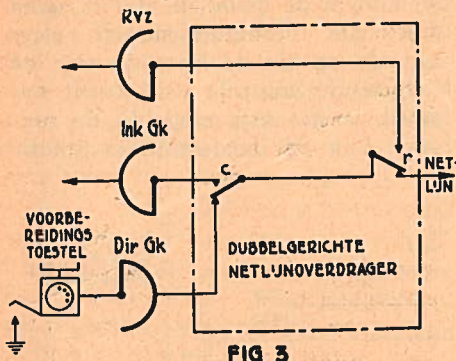 Rvz
Ink Gk
C
r
NET-
LIJN
VOORBE-
REIDINGS
TOESTEL
Dir Gk
DUBBELGERICHTE
NETLIJNOVERDRAGER
FIG 3